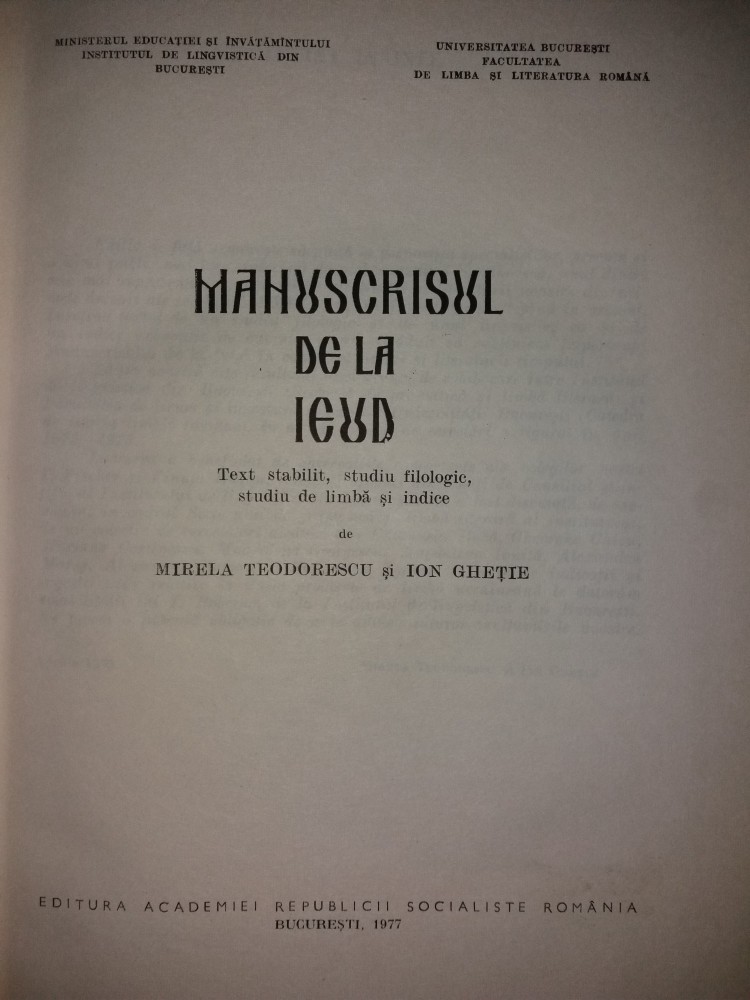 MINISTERUL EDUCAȚIEI ȘI ÎNVĂTĂMÎNTULUI
INSTITUTUL DE LINGVISTICĂ DIN
BUCUREȘTI
UNIVERSITATEA BUCUREȘTI
FACULTATEA
DE LIMBA ȘI LITERATURA ROMÂNĂ
MANUSCRISUL
DE LA
IEUD
Text stabilit, studiu filologic,
studiu de limbă și indice
de
MIRELA TEODORESCU și ION GHEȚIE
EDITURA ACADEMIEI REPUBLICII SOCIALISTE ROMÂNIA
BUCUREȘTI, 1977